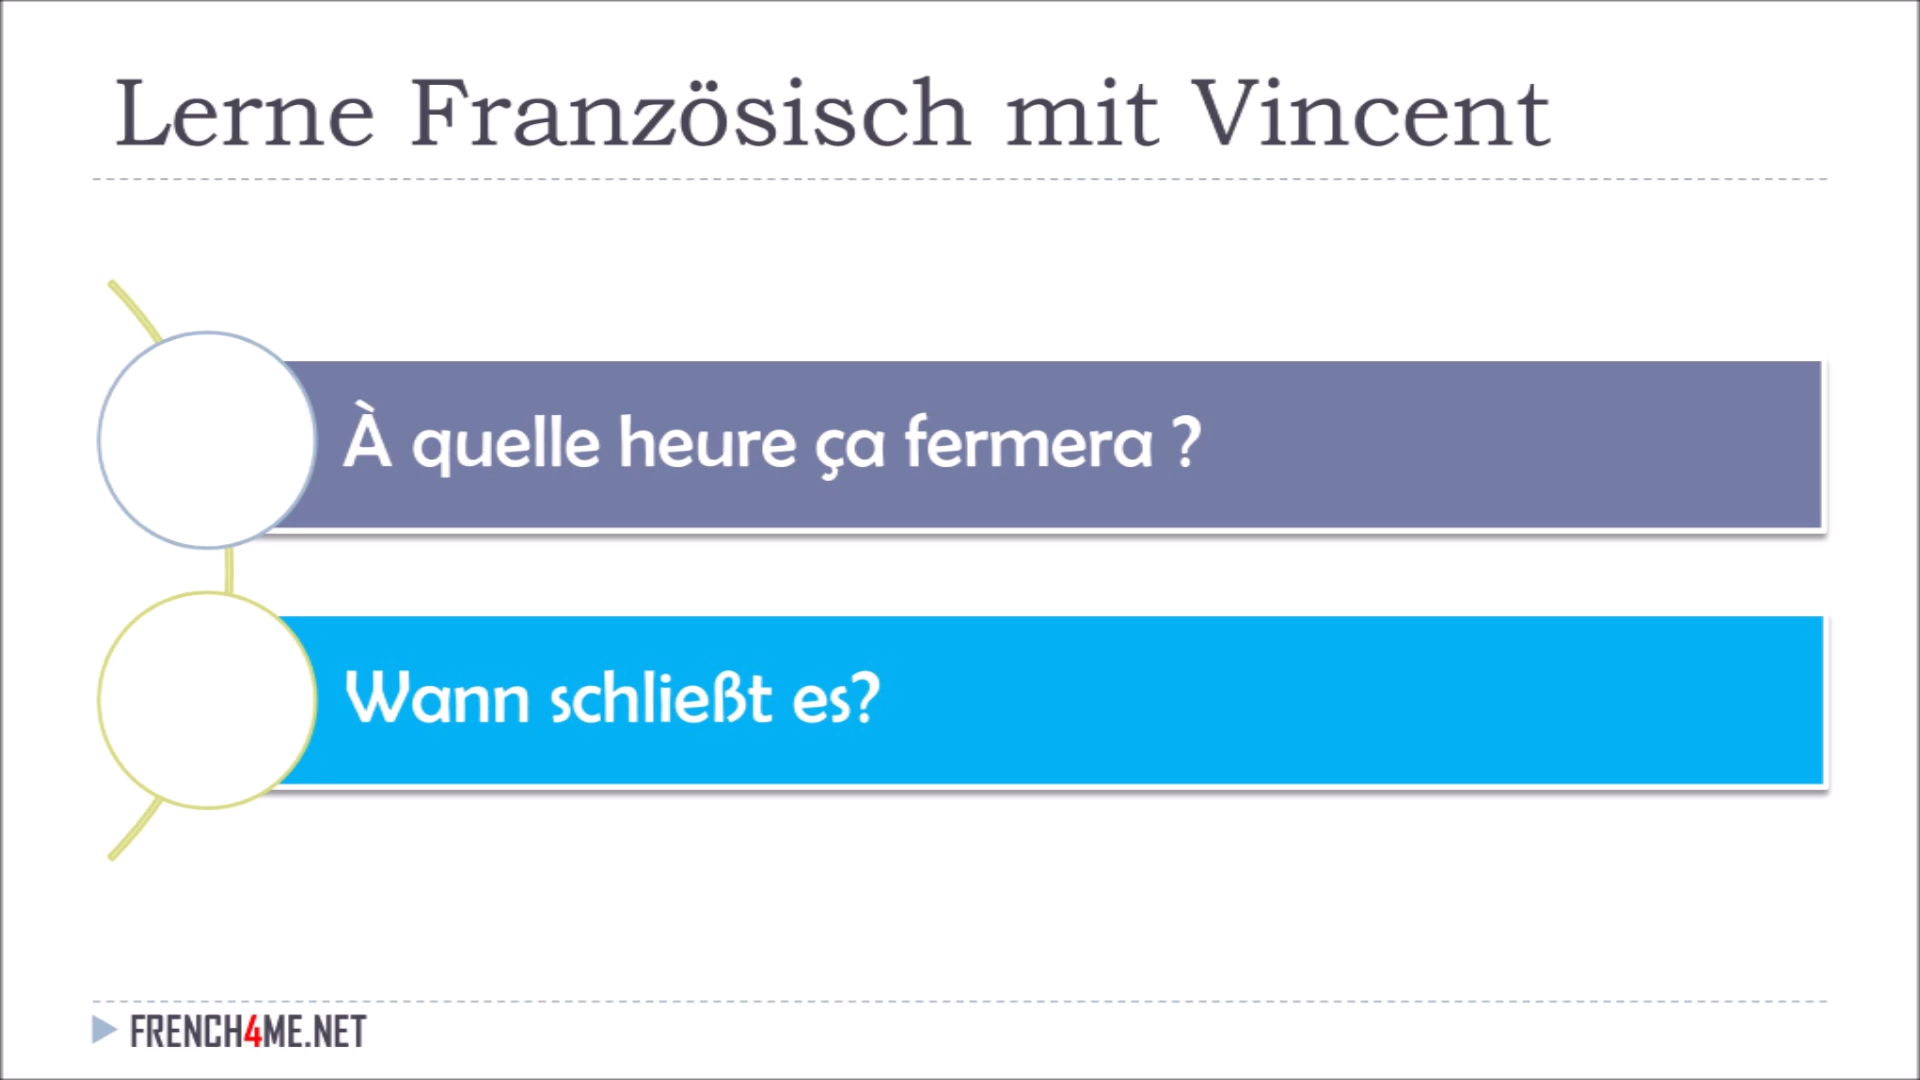 Lerne Französisch mit Vincent
À quelle heure ça fermera ?
Wann schließt es?
FRENCH4ME.NET